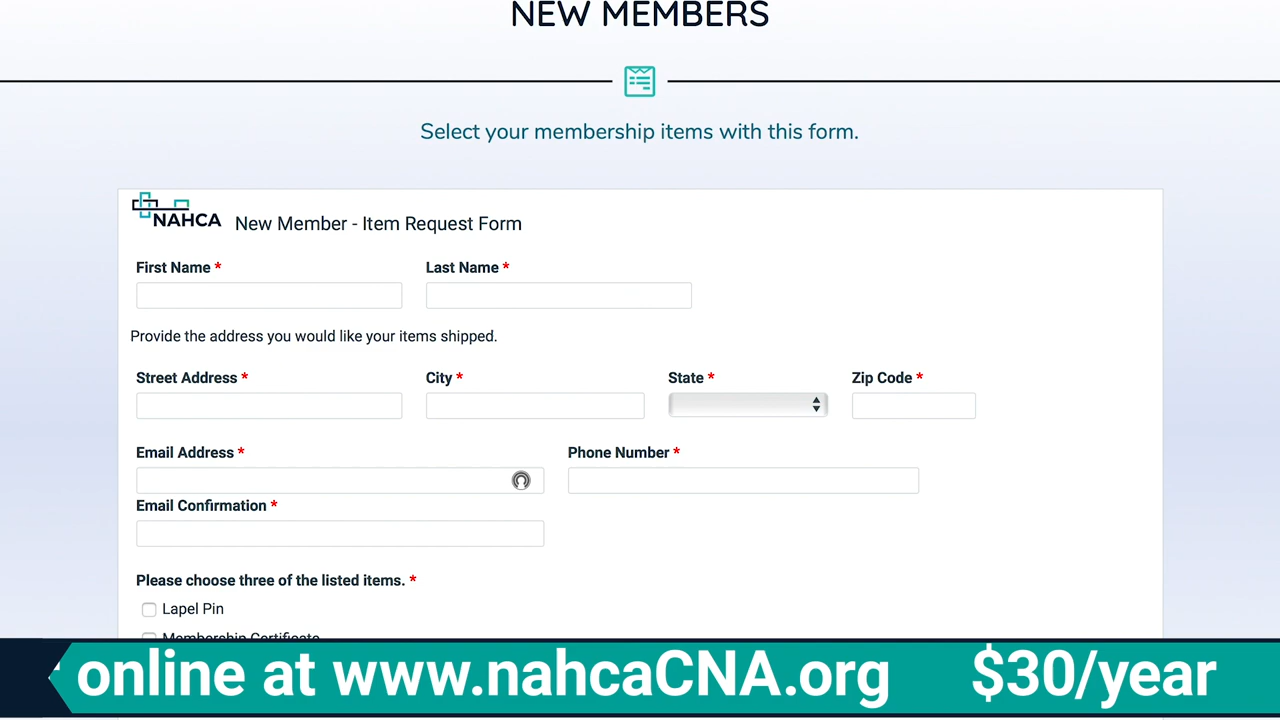 NEW MEMBERS
Select your membership items with this form.
NAHCA New Member - Item Request Form
First Name * Last Name *
Provide the address you would like your items shipped.
Street Address * City * State * Zip Code *
Email Address * Phone Number *
Email Confirmation *
Please choose three of the listed items. *
Lapel Pin
Membership Certificate
online at www.nahcaCNA.org $30/year